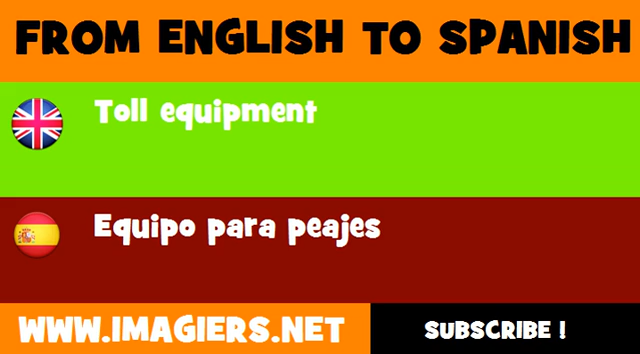 FROM ENGLISH TO SPANISH
Toll equipment
Equipo para peajes
WWW.IMAGIERS.NET
SUBSCRIBE !